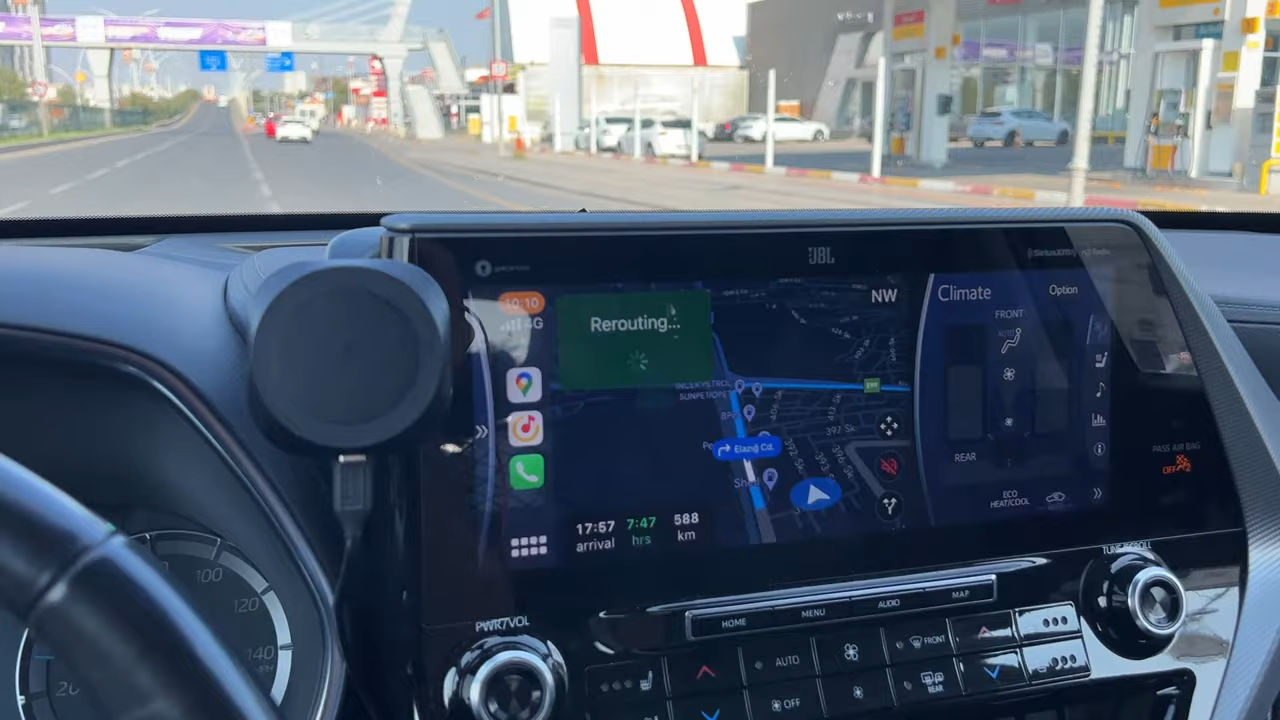 JBL
10:10
4G
Rerouting...
NW
Climate
Option
FRONT
AUTO
REAR
ECO
HEAT/COOL
Elazığ Cd.
397 Sk
17:57
7:47
588
arrival
hrs
km
PASS AIR BAG
OFF
TUNE/SCROLL
PWR/VOL
HOME
MENU
AUDIO
MAP
AUTO
FRONT
OFF
REAR
100
120
140